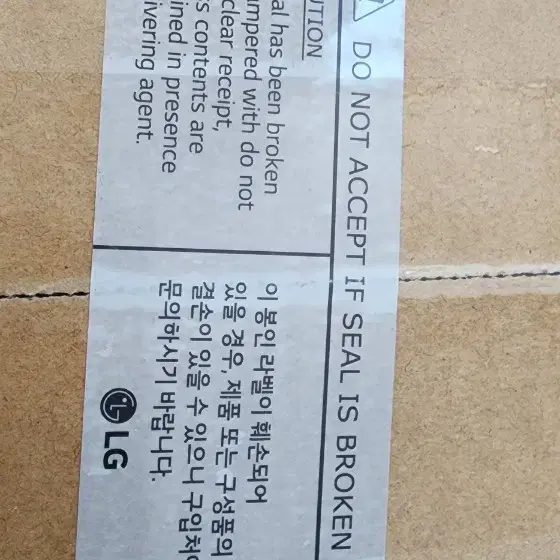 DO NOT ACCEPT IF SEAL IS BROKEN
UTION
al has been broken
mpered with do not
clear receipt,
s contents are
ined in presence
ivering agent.
이 봉인 라벨이 훼손되어
있을 경우, 제품 또는 구성품의
결손이 있을 수 있으니 구입처
문의하시기 바랍니다.
LG